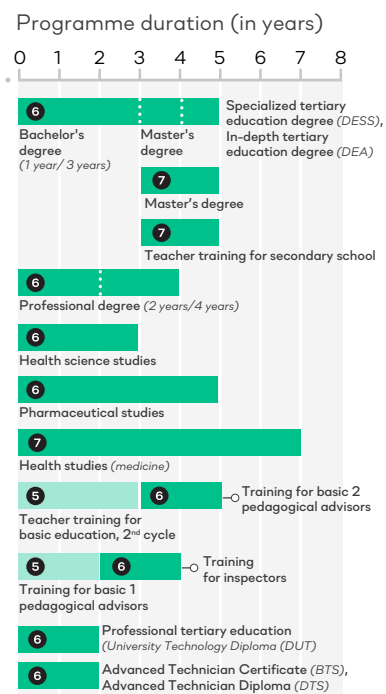 Programme duration (in years)
0 1 2 3 4 5 6 7 8
6
Specialized tertiary
education degree (DESS),
In-depth tertiary
education degree (DEA)
Bachelor's
degree
(1 year/ 3 years)
Master's
degree
7
Master's degree
7
Teacher training for secondary school
6
Professional degree (2 years/4 years)
6
Health science studies
6
Pharmaceutical studies
7
Health studies (medicine)
5 6
Training for basic 2
pedagogical advisors
Teacher training for
basic education, 2nd cycle
5 6
Training
for inspectors
Training for basic 1
pedagogical advisors
6
Professional tertiary education
(University Technology Diploma (DUT)
6
Advanced Technician Certificate (BTS),
Advanced Technician Diploma (DTS)